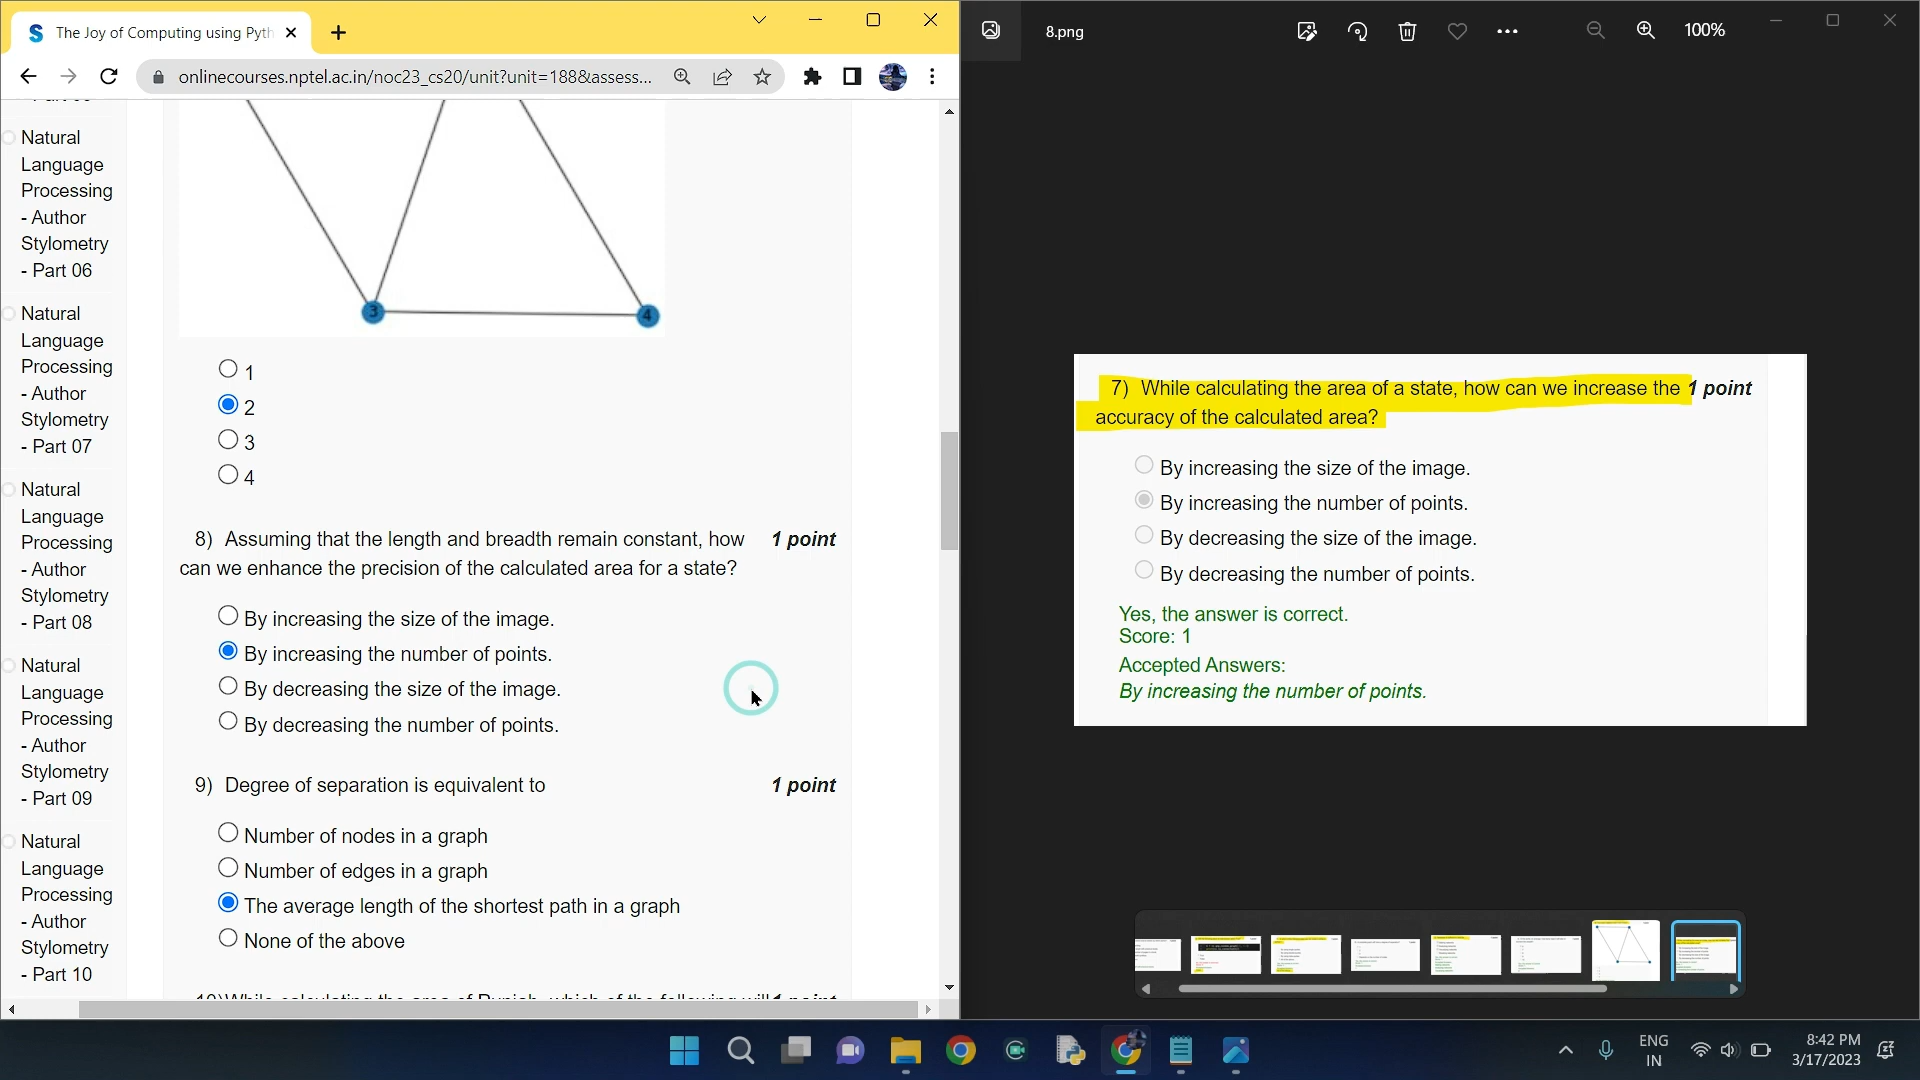 The Joy of Computing using Pyth
onlinecourses.nptel.ac.in/noc23_cs20/unit?unit=188&assess...
Natural
Language
Processing
- Author
Stylometry
- Part 06
Natural
Language
Processing
- Author
Stylometry
- Part 07
Natural
Language
Processing
- Author
Stylometry
- Part 08
Natural
Language
Processing
- Author
Stylometry
- Part 09
Natural
Language
Processing
- Author
Stylometry
- Part 10
3
4
1
2
3
4
8) Assuming that the length and breadth remain constant, how 1 point
can we enhance the precision of the calculated area for a state?
By increasing the size of the image.
By increasing the number of points.
By decreasing the size of the image.
By decreasing the number of points.
9) Degree of separation is equivalent to 1 point
Number of nodes in a graph
Number of edges in a graph
The average length of the shortest path in a graph
None of the above
8.png
100%
7) While calculating the area of a state, how can we increase the 1 point
accuracy of the calculated area?
By increasing the size of the image.
By increasing the number of points.
By decreasing the size of the image.
By decreasing the number of points.
Yes, the answer is correct.
Score: 1
Accepted Answers:
By increasing the number of points.
ENG
IN
8:42 PM
3/17/2023